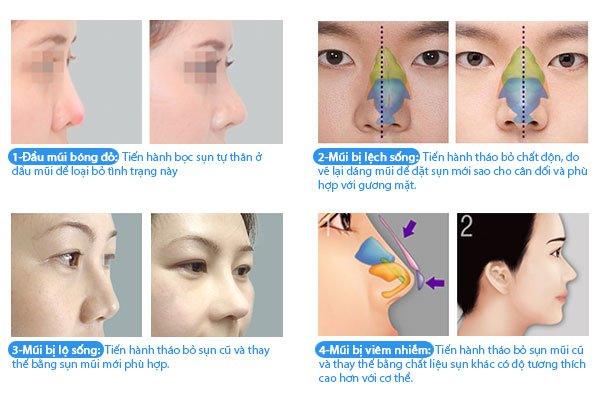 1-Đầu mũi bóng đỏ: Tiến hành bọc sụn tự thân ở
đầu mũi để loại bỏ tình trạng này
2-Mũi bị lệch sống: Tiến hành tháo bỏ chất độn, đo
vẽ lại dáng mũi để đặt sụn mới sao cho cân đối và phù
hợp với gương mặt.
1
2
3-Mũi bị lộ sống: Tiến hành tháo bỏ sụn cũ và thay
thế bằng sụn mũi mới phù hợp.
4-Mũi bị viêm nhiễm: Tiến hành tháo bỏ sụn mũi cũ
và thay thế bằng chất liệu sụn khác có độ tương thích
cao hơn với cơ thể.